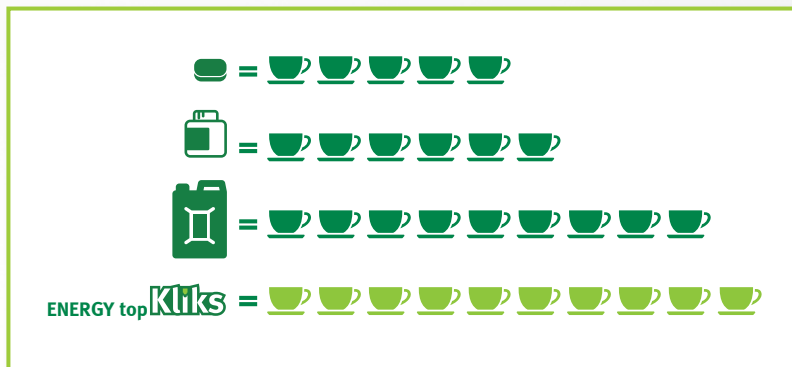 =
=
=
ENERGY top Kliks =